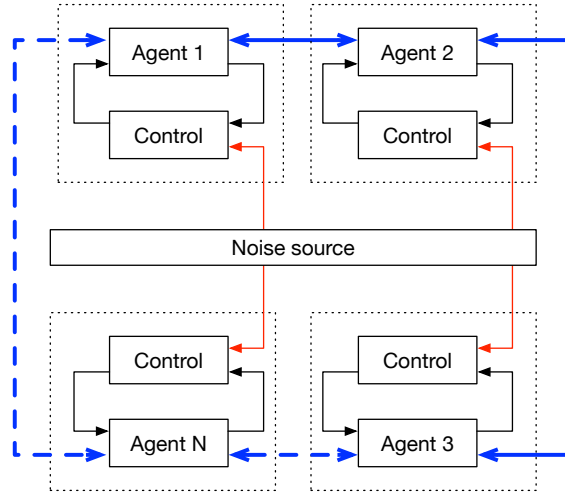 Agent 1
Agent 2
Control
Control
Noise source
Control
Control
Agent N
Agent 3